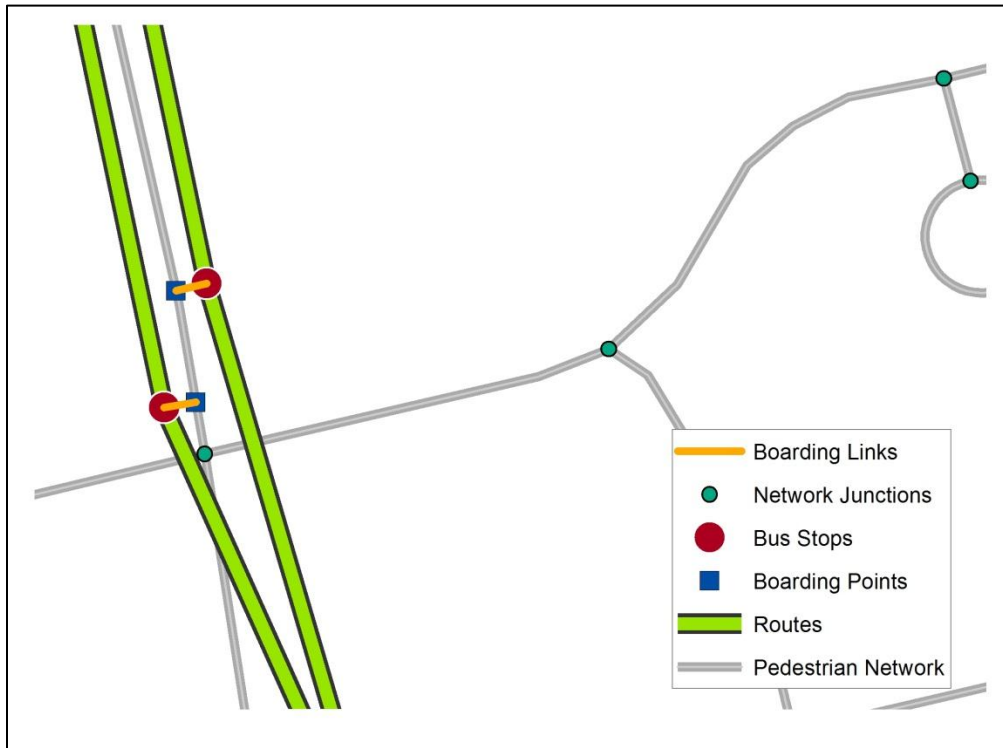 Boarding Links
Network Junctions
Bus Stops
Boarding Points
Routes
Pedestrian Network